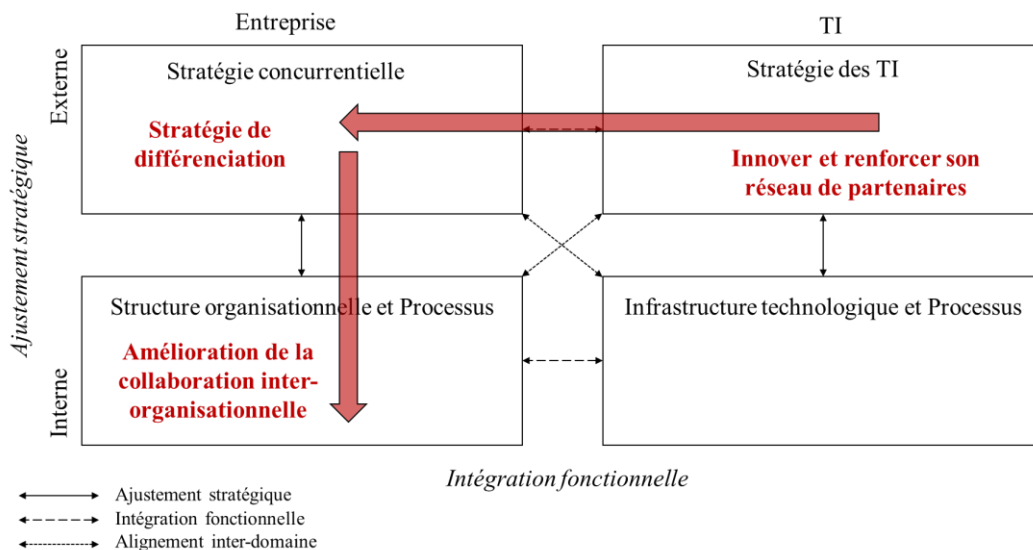 Entreprise
TI
Externe
Stratégie concurrentielle
Stratégie des TI
Stratégie de
différenciation
Innover et renforcer son
réseau de partenaires
Ajustement stratégique
Structure organisationnelle et Processus
Infrastructure technologique et Processus
Amélioration de la
collaboration inter-
organisationnelle
Interne
Intégration fonctionnelle
Ajustement stratégique
Intégration fonctionnelle
Alignement inter-domaine